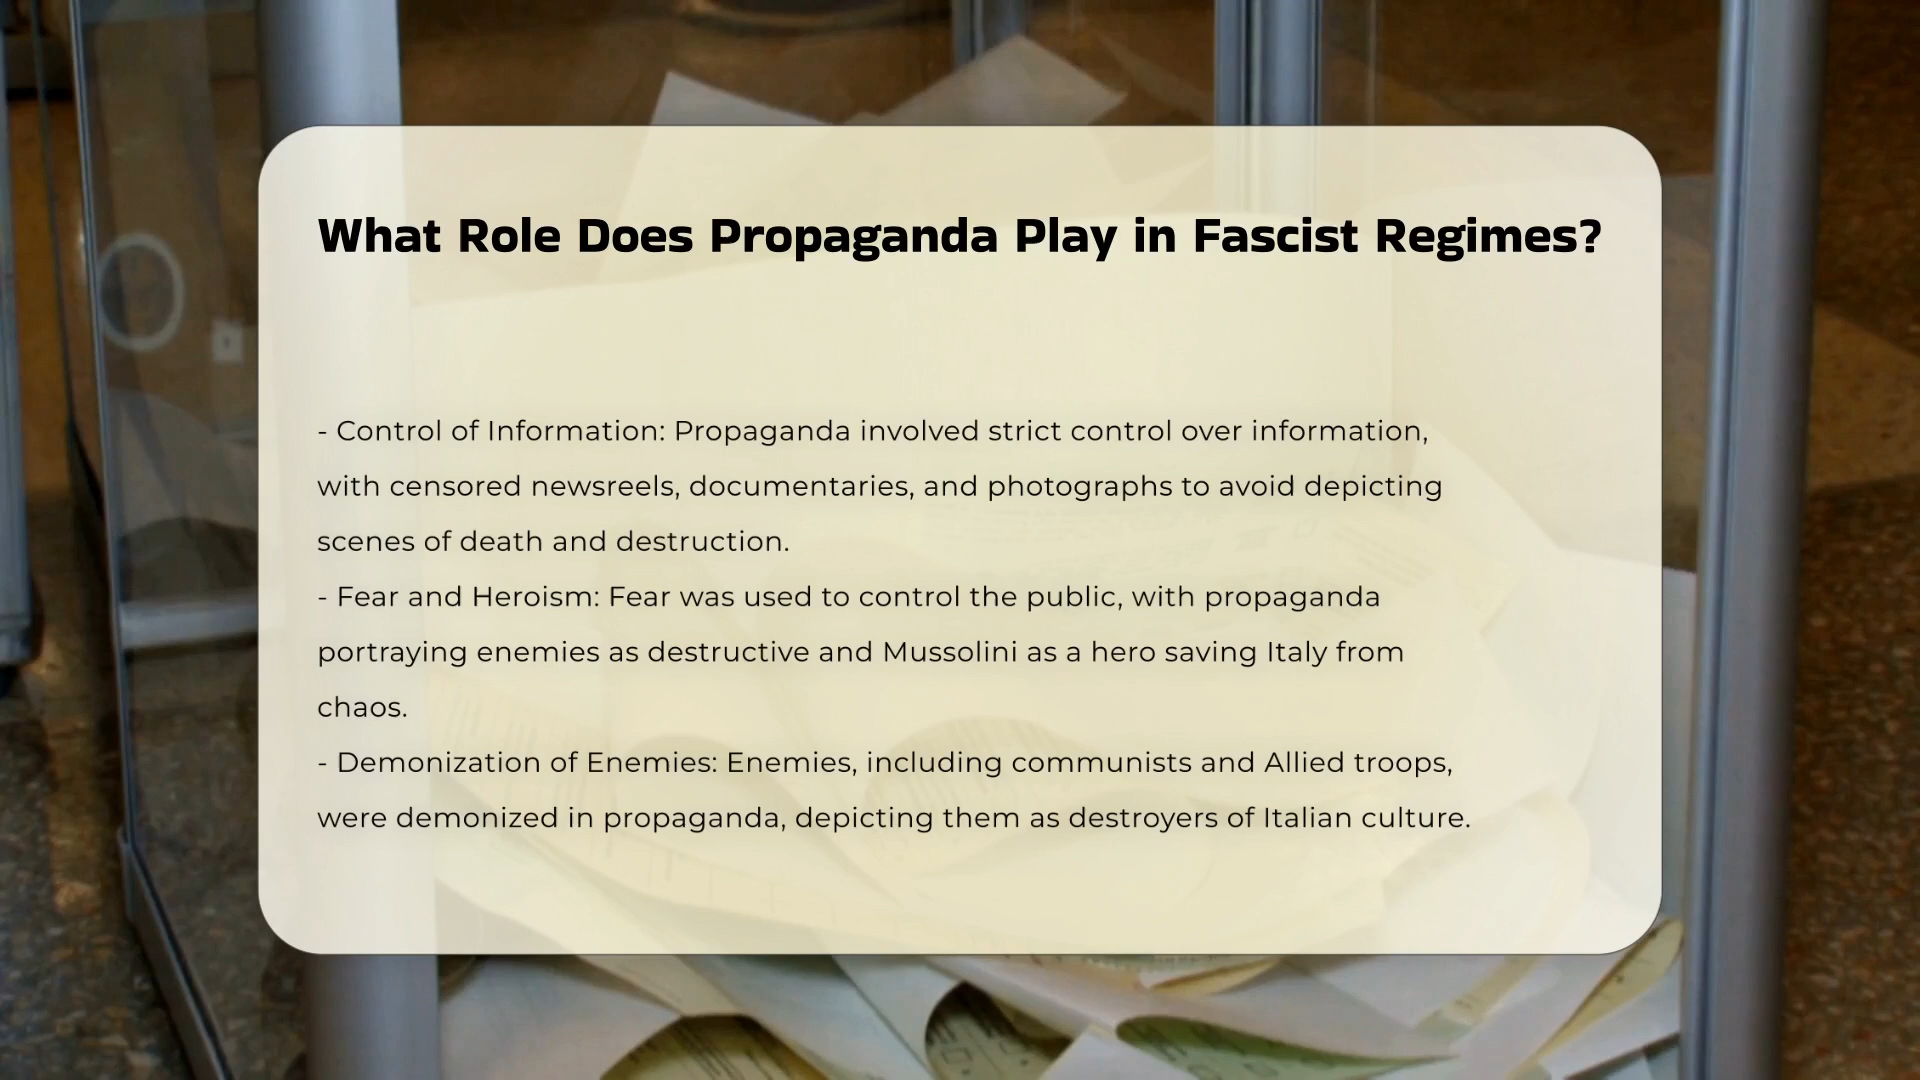 What Role Does Propaganda Play in Fascist Regimes?
- Control of Information: Propaganda involved strict control over information,
with censored newsreels, documentaries, and photographs to avoid depicting
scenes of death and destruction.
- Fear and Heroism: Fear was used to control the public, with propaganda
portraying enemies as destructive and Mussolini as a hero saving Italy from
chaos.
- Demonization of Enemies: Enemies, including communists and Allied troops,
were demonized in propaganda, depicting them as destroyers of Italian culture.